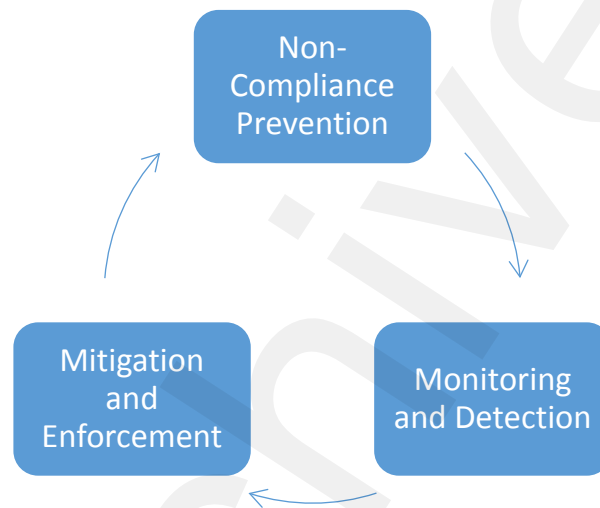 Non-
Compliance
Prevention
Mitigation
and
Enforcement
Monitoring
and Detection